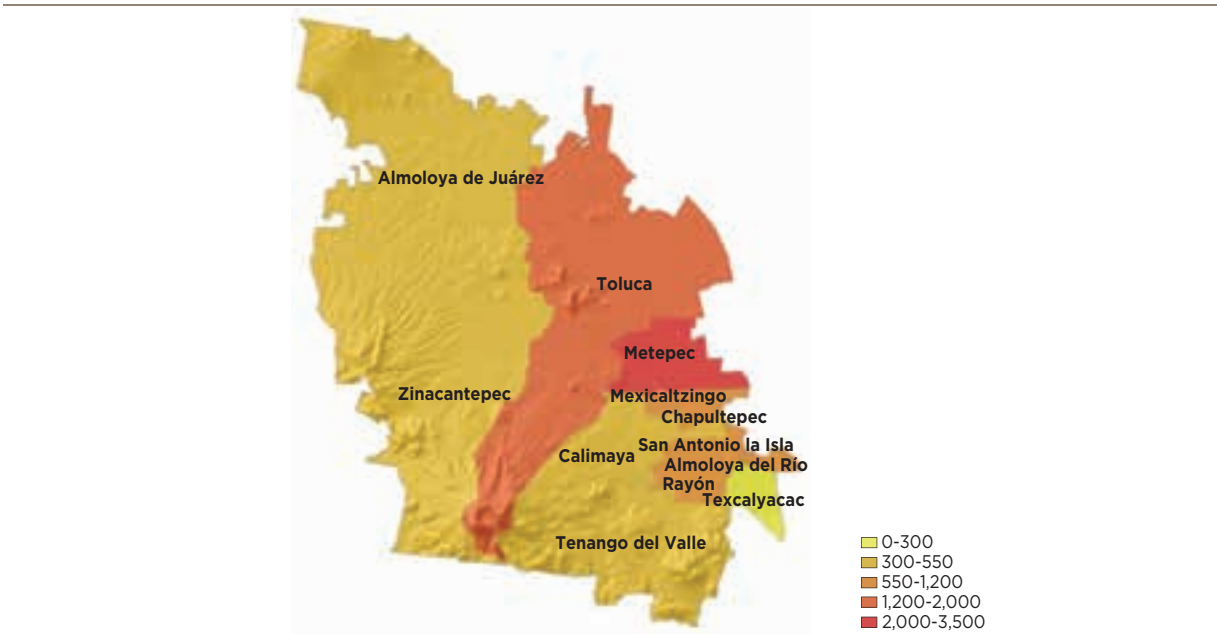 Almoloya de Juárez
Toluca
Metepec
Zinacantepec
Mexicaltzingo
Chapultepec
San Antonio la Isla
Calimaya
Almoloya del Río
Rayón
Texcalyacac
Tenango del Valle
0-300
300-550
550-1,200
1,200-2,000
2,000-3,500